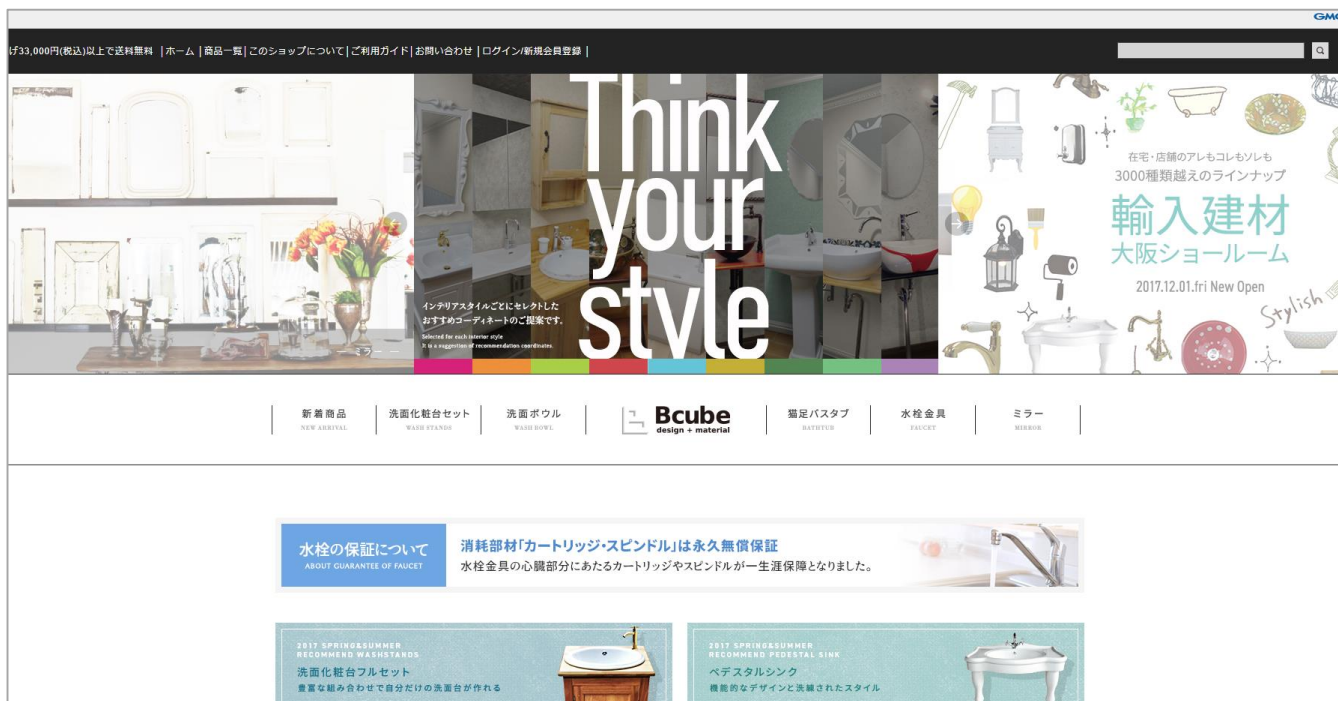 GMO
げ33,000円(税込)以上で送料無料 |ホーム |商品一覧|このショップについて|ご利用ガイド|お問い合わせ |ログイン/新規会員登録 |
Think
your
style
インテリアスタイルごとにセレクトした
おすすめコーディネートのご提案です。
Selected for each interior style
It is a suggestion of recommendation coordinates.
ミラー
在宅・店舗のアレもコレもソレも
3000種類越えのラインナップ
輸入建材
大阪ショールーム
2017.12.01.fri New Open
Stylish
新着商品
NEW ARRIVAL
洗面化粧台セット
WASH STANDS
洗面ボウル
WASH BOWL
Bcube
design + material
猫足バスタブ
BATHTUB
水栓金具
FAUCET
ミラー
MIRROR
水栓の保証について
ABOUT GUARANTEE OF FAUCET
消耗部材「カートリッジ・スピンドル」は永久無償保証
水栓金具の心臓部分にあたるカートリッジやスピンドルが一生涯保障となりました。
2017 SPRING&SUMMER
RECOMMEND WASHSTANDS
洗面化粧台フルセット
豊富な組み合わせで自分だけの洗面台が作れる
2017 SPRING&SUMMER
RECOMMEND PEDESTAL SINK
ペデスタルシンク
機能的なデザインと洗練されたスタイル